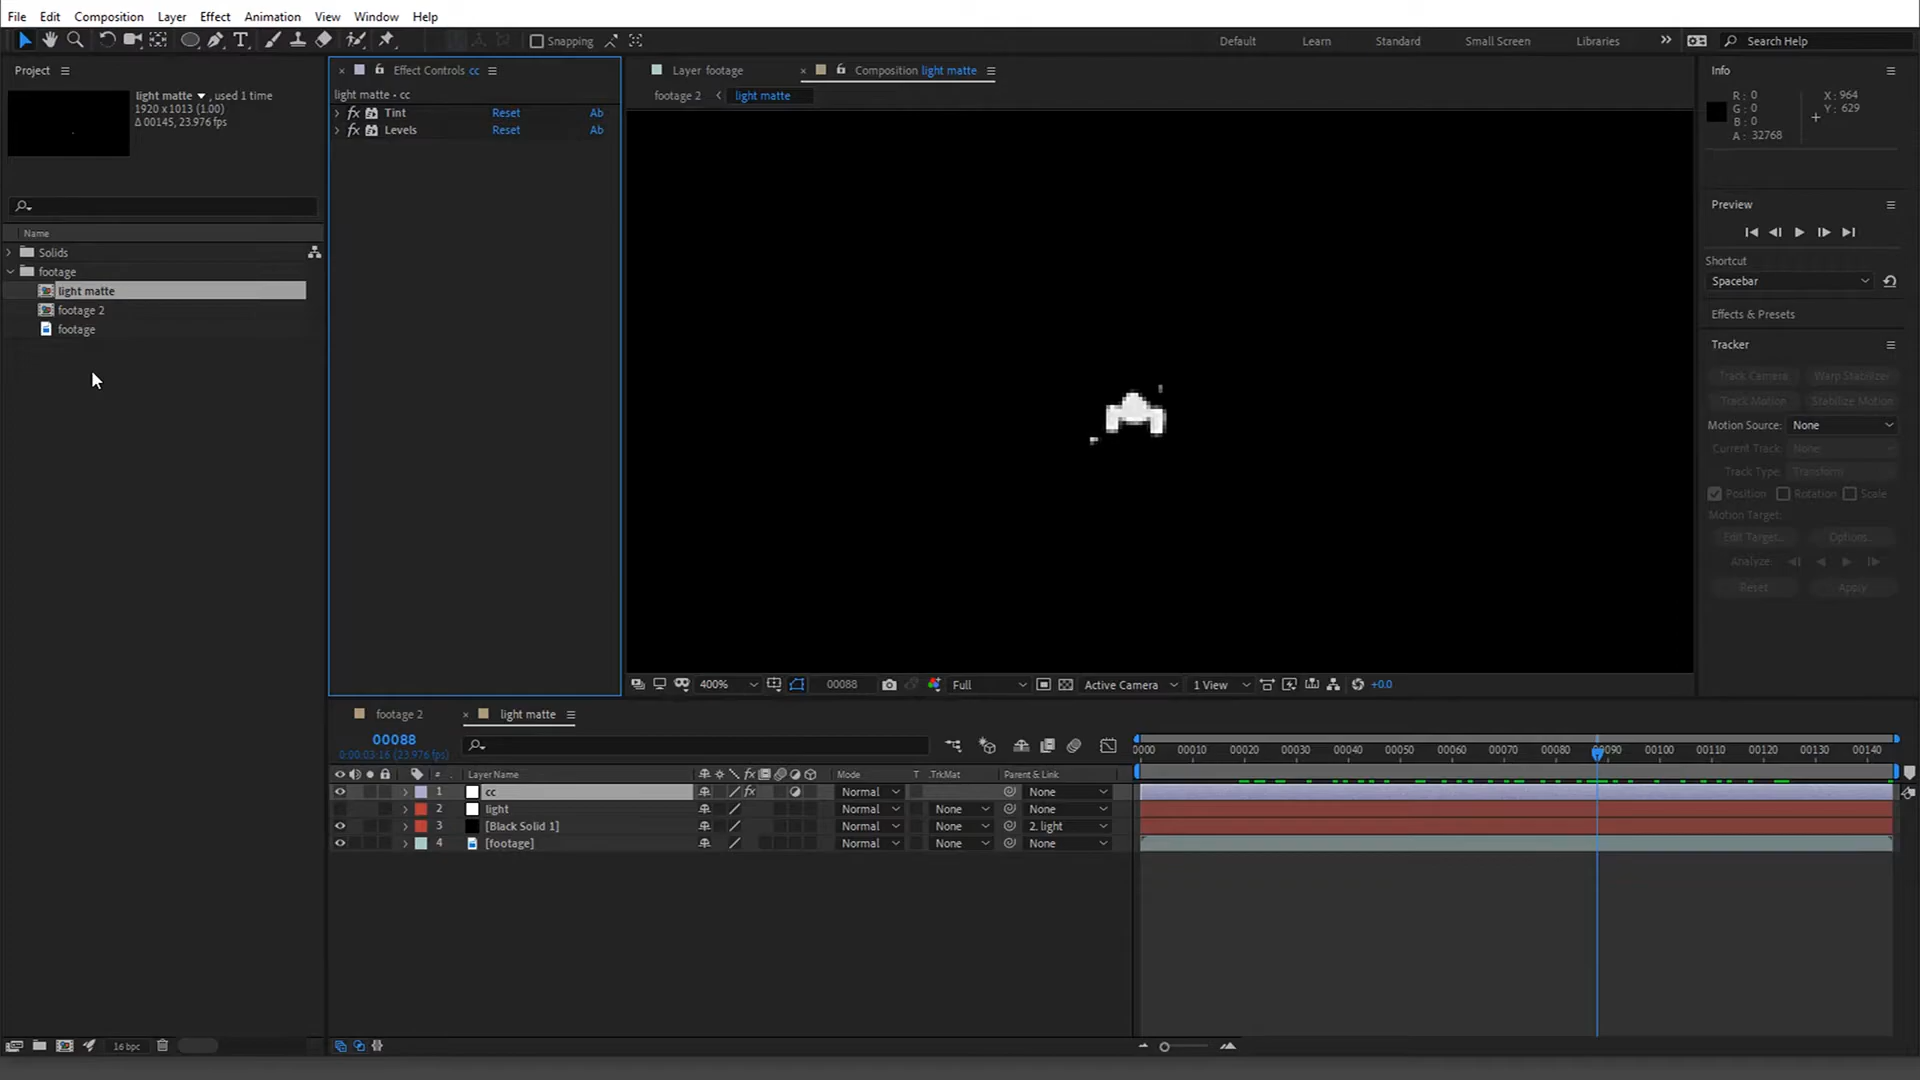 File Edit Composition Layer Effect Animation View Window Help
Snapping Default Learn Standard Small Screen Libraries Search Help
Project
light matte , used 1 time
1920 x 1013 (1.00)
Δ 00145, 23.976 fps
Name
Solids
footage
light matte
footage 2
footage
16 bpc
Effect Controls cc
light matte • cc
fx Tint Reset Ab
fx Levels Reset Ab
Layer footage Composition light matte
footage 2 light matte
400% 00088 Full Active Camera 1 View +0.0
Info
R: 0 X: 964
G: 0 Y: 629
B: 0
A: 32768
Preview
Shortcut
Spacebar
Effects & Presets
Tracker
Track Camera Warp Stabilizer
Track Motion Stabilize Motion
Motion Source: None
Current Track: None
Track Type: Transform
Position Rotation Scale
Motion Target:
Edit Target... Options...
Analyze:
Reset Apply
footage 2 light matte
00088
0:00:03:16 (23.976 fps)
0000 00010 00020 00030 00040 00050 00060 00070 00080 00090 00100 00110 00120 00130 00140
# Layer Name fx Mode T .TrkMat Parent & Link
1 cc fx Normal None
2 light Normal None None
3 [Black Solid 1] Normal None 2. light
4 [footage] Normal None None